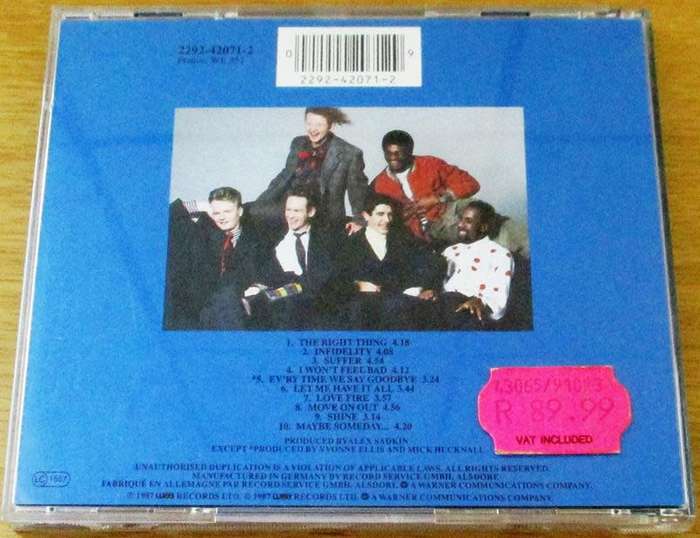 2292-42071-2
0 9
2292-42071-2
1. THE RIGHT THING 4.18
2. INFIDELITY 4.08
3. SUFFER 4.54
4. I WON'T FEEL BAD 4.12
*5. EV'RY TIME WE SAY GOODBYE 3.24
6. LET ME HAVE IT ALL 3.44
7. LOVE FIRE 3.57
8. MOVE ON OUT 4.56
9. SHINE 3.14
10. MAYBE SOMEDAY... 4.20
PRODUCED BY ALEX SADKIN
EXCEPT *PRODUCED BY YVONNE ELLIS AND MICK HUCKNALL
UNAUTHORISED DUPLICATION IS A VIOLATION OF APPLICABLE LAWS. ALL RIGHTS RESERVED.
MANUFACTURED IN GERMANY BY RECORD SERVICE GMBH, ALSDORF.
FABRIQUÉ EN ALLEMAGNE PAR RECORD SERVICE GMBH, ALSDORF. A WARNER COMMUNICATIONS COMPANY.
℗ 1987 RECORDS LTD. © 1987 RECORDS LTD. A WARNER COMMUNICATIONS COMPANY.
LC
R 89.99
VAT INCLUDED